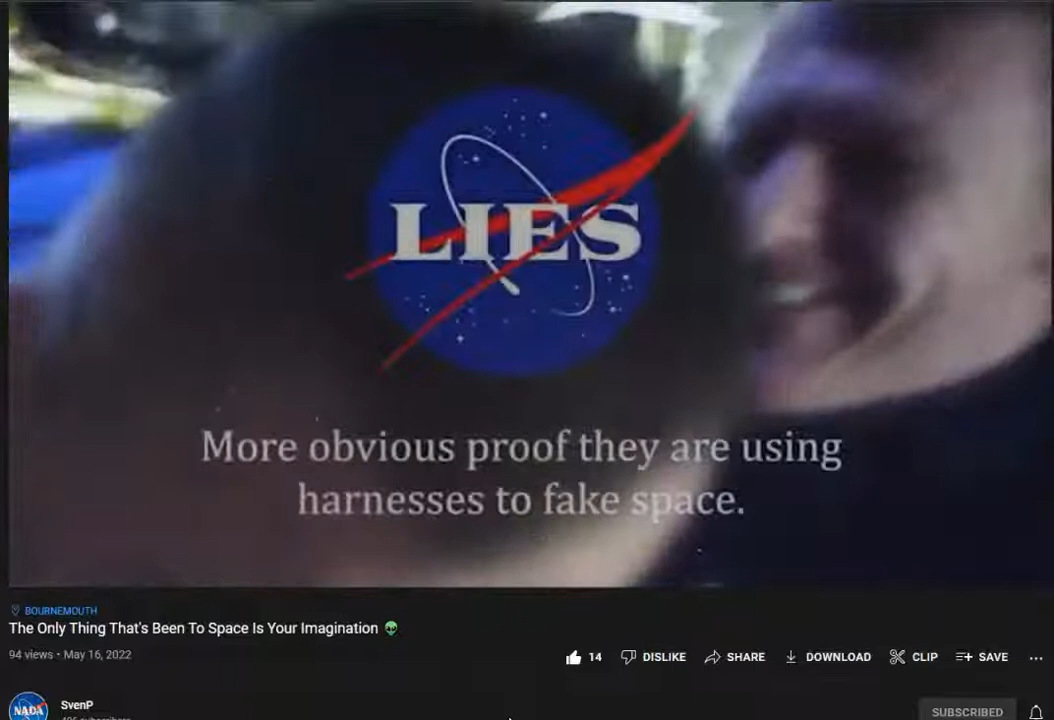 LIES
More obvious proof they are using
harnesses to fake space.
BOURNEMOUTH
The Only Thing That's Been To Space Is Your Imagination 👽
94 views • May 16, 2022
14 DISLIKE SHARE DOWNLOAD CLIP SAVE ...
NADA
SvenP
SUBSCRIBED